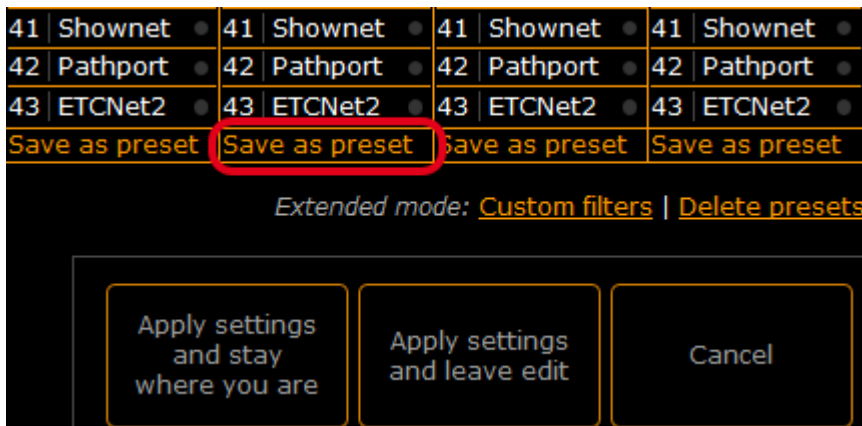 41 Shownet 41 Shownet 41 Shownet 41 Shownet
42 Pathport 42 Pathport 42 Pathport 42 Pathport
43 ETCNet2 43 ETCNet2 43 ETCNet2 43 ETCNet2
Save as preset Save as preset Save as preset Save as preset
Extended mode: Custom filters | Delete presets
Apply settings
and stay
where you are
Apply settings
and leave edit
Cancel